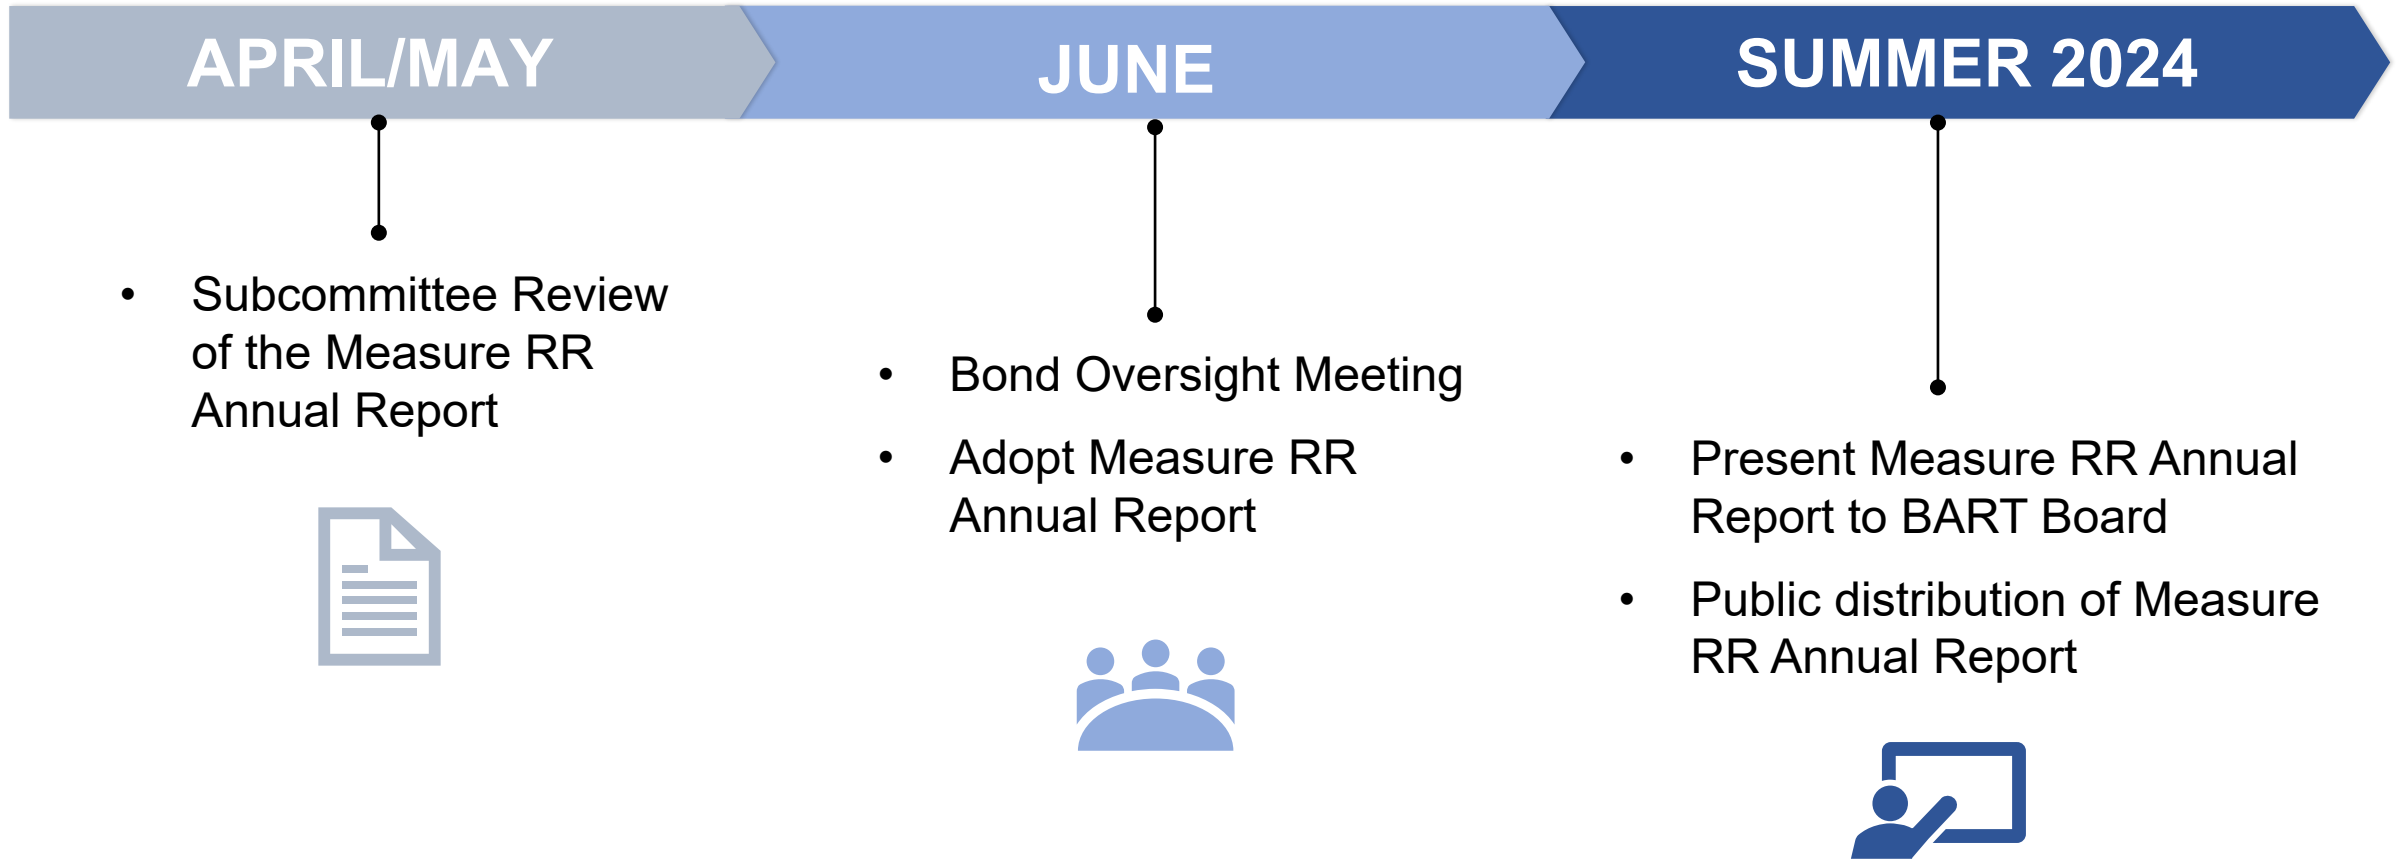 APRIL/MAY
• Subcommittee Review
of the Measure RR
Annual Report
JUNE
• Bond Oversight Meeting
• Adopt Measure RR
Annual Report
SUMMER 2024
• Present Measure RR Annual
Report to BART Board
• Public distribution of Measure
RR Annual Report